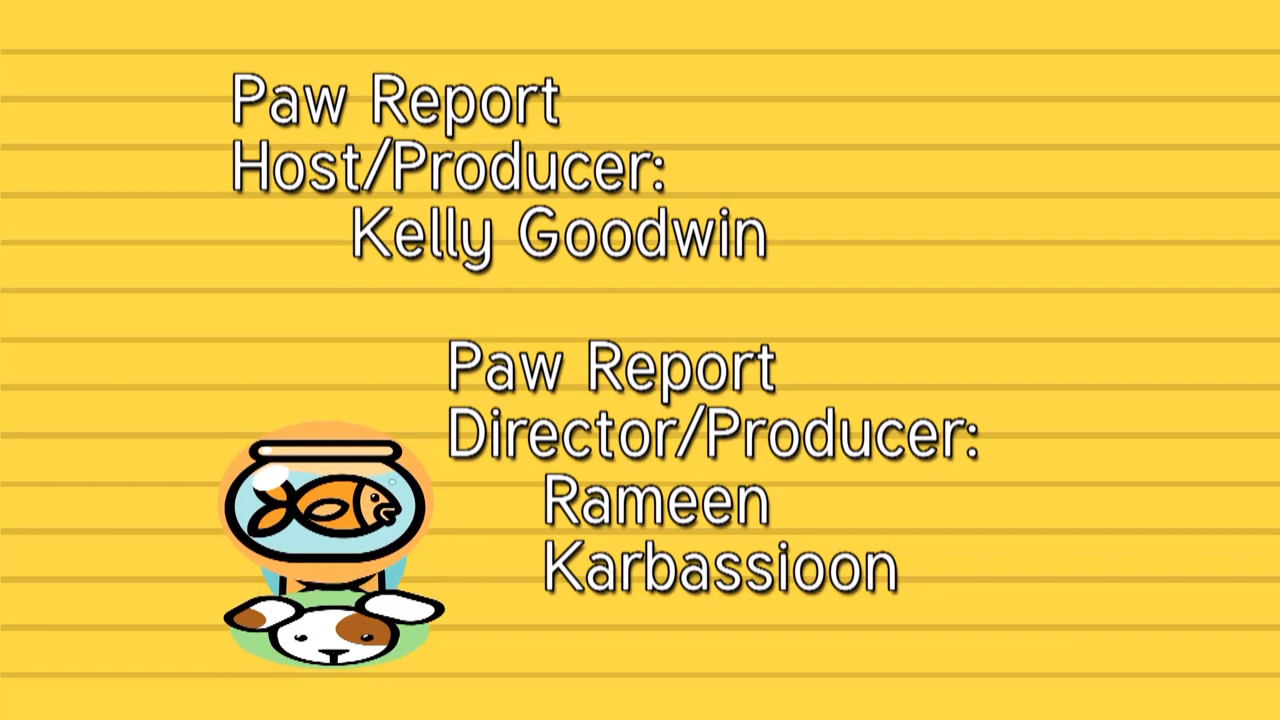 Paw Report
Host/Producer:
Kelly Goodwin
Paw Report
Director/Producer:
Rameen
Karbassioon